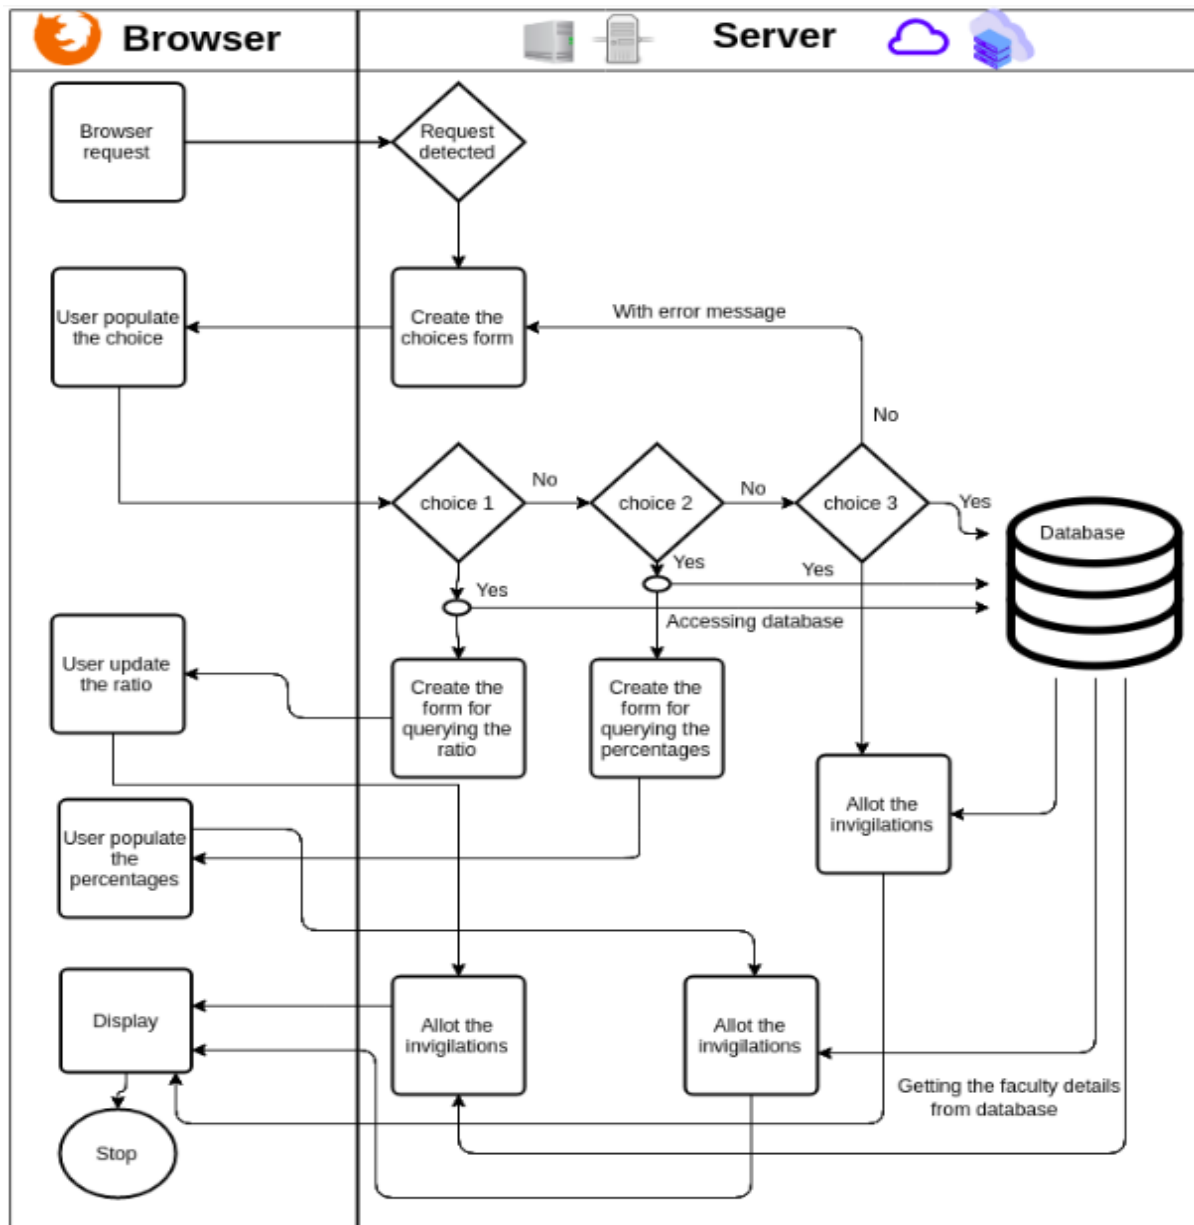 Browser
Server
Browser
request
Request
detected
User populate
the choice
Create the
choices form
With error message
No
choice 1
No
choice 2
No
choice 3
Yes
Database
Yes
Yes
Yes
Accessing database
User update
the ratio
Create the
form for
querying the
ratio
Create the
form for
querying the
percentages
Allot the
invigilations
User populate
the
percentages
Display
Allot the
invigilations
Allot the
invigilations
Getting the faculty details
from database
Stop